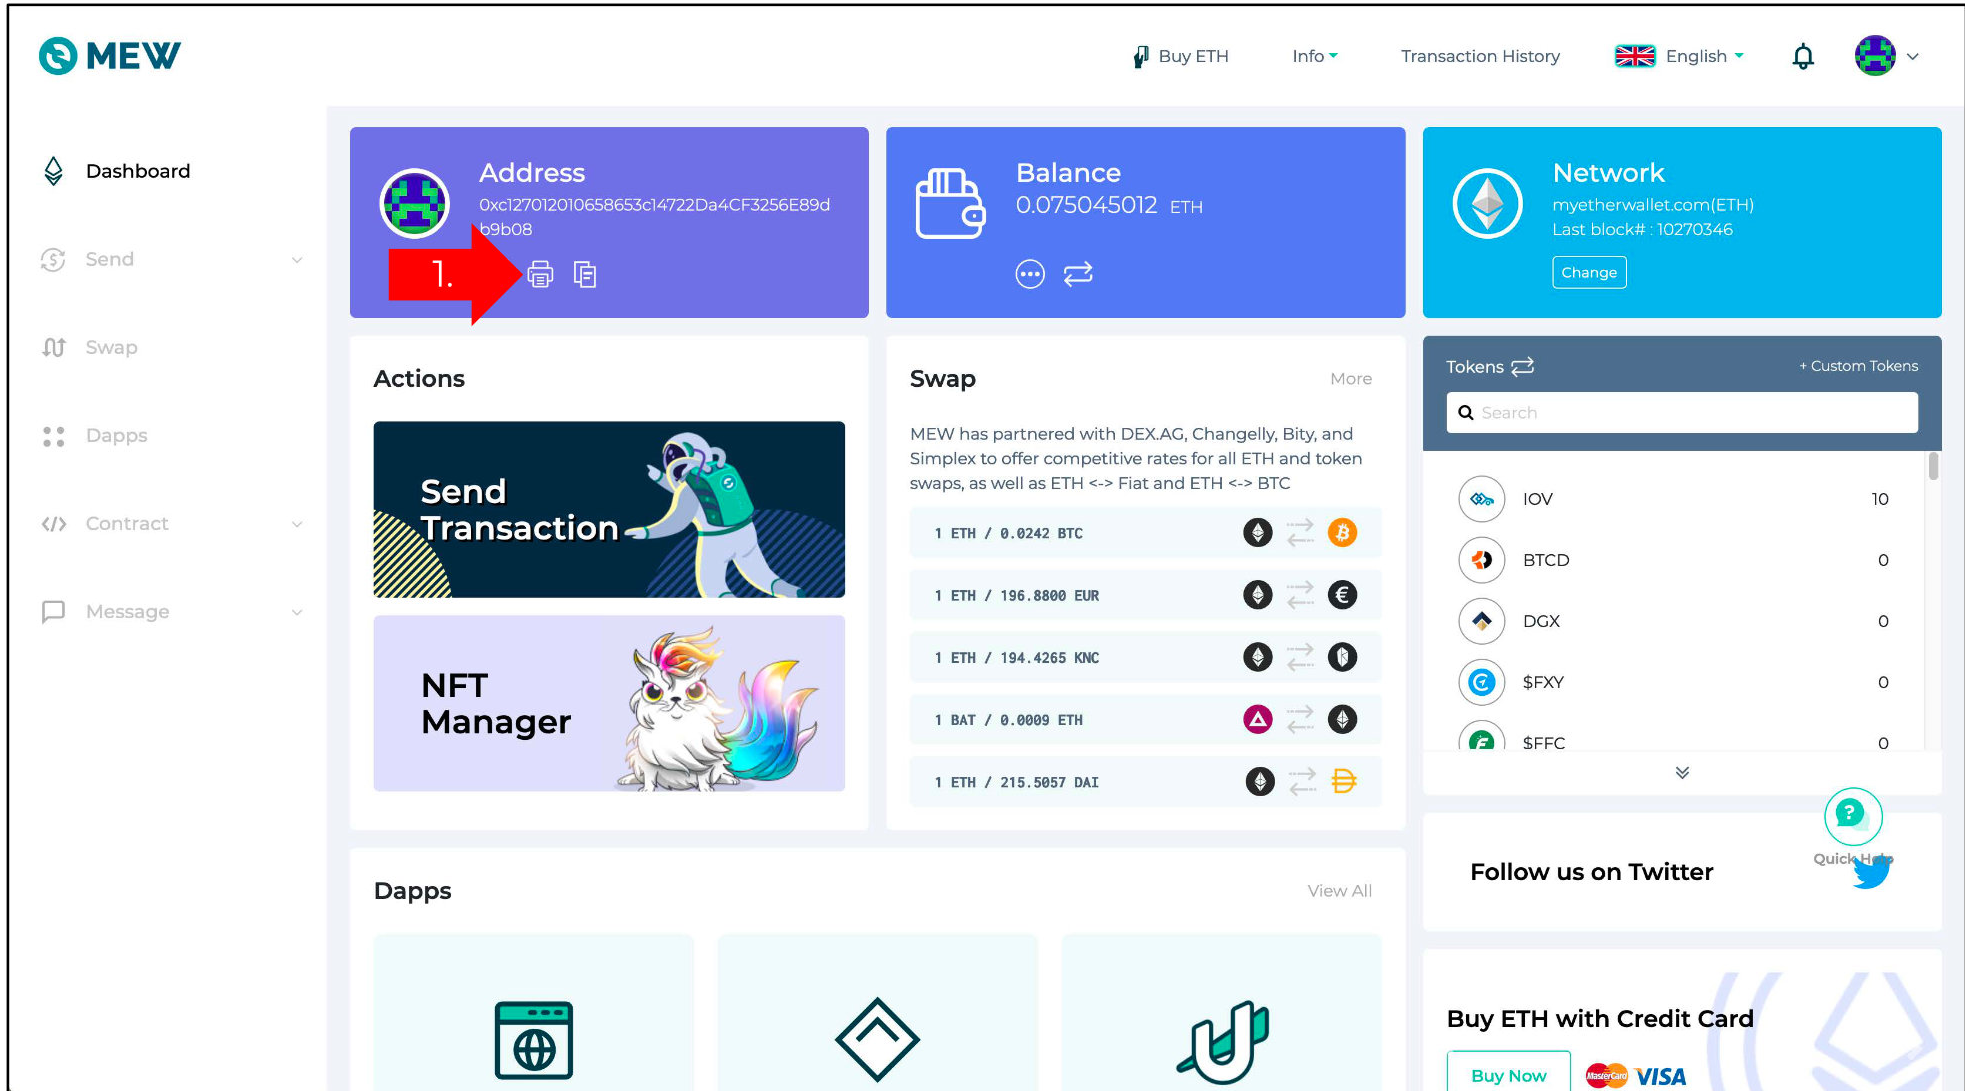 MEW
Buy ETH
Info
Transaction History
English
Dashboard
Send
Swap
Dapps
Contract
Message
Address
0xc127012010658653c14722Da4CF3256E89d
b9b08
1.
Balance
0.075045012 ETH
Network
myetherwallet.com(ETH)
Last block# : 10270346
Change
Actions
Send
Transaction
NFT
Manager
Swap
More
MEW has partnered with DEX.AG, Changelly, Bity, and
Simplex to offer competitive rates for all ETH and token
swaps, as well as ETH <-> Fiat and ETH <-> BTC
1 ETH / 0.0242 BTC
1 ETH / 196.8800 EUR
1 ETH / 194.4265 KNC
1 BAT / 0.0009 ETH
1 ETH / 215.5057 DAI
Tokens
+ Custom Tokens
Search
IOV 10
BTCD 0
DGX 0
$FXY 0
$FFC 0
Quick Help
Follow us on Twitter
Dapps
View All
Buy ETH with Credit Card
Buy Now
MasterCard VISA